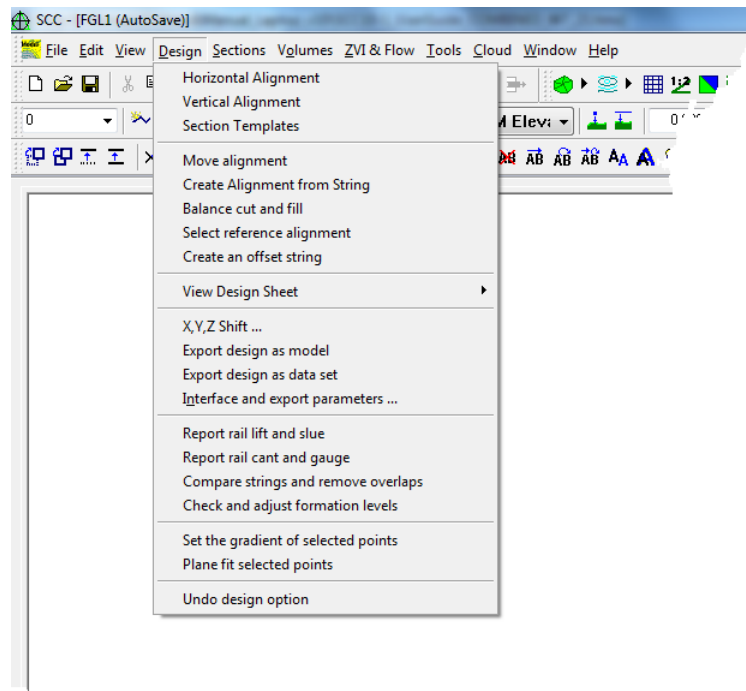 SCC - [FGL1 (AutoSave)]
File Edit View Design Sections Volumes ZVI & Flow Tools Cloud Window Help
1:2
0
M Elev:
0
Horizontal Alignment
Vertical Alignment
Section Templates
Move alignment
Create Alignment from String
Balance cut and fill
Select reference alignment
Create an offset string
View Design Sheet
X,Y,Z Shift ...
Export design as model
Export design as data set
Interface and export parameters ...
Report rail lift and slue
Report rail cant and gauge
Compare strings and remove overlaps
Check and adjust formation levels
Set the gradient of selected points
Plane fit selected points
Undo design option
AB AB AB AB AA A